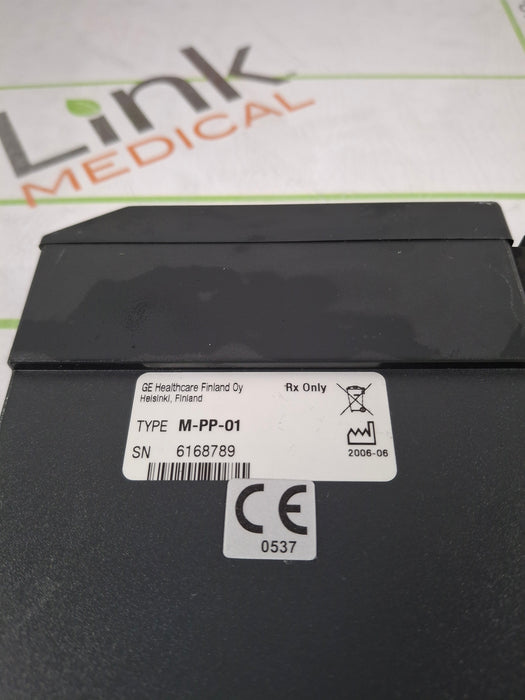 Link
MEDICAL
GE Healthcare Finland Oy
Helsinki, Finland
Rx Only
TYPE M-PP-01
SN 6168789
2006-06
CE
0537